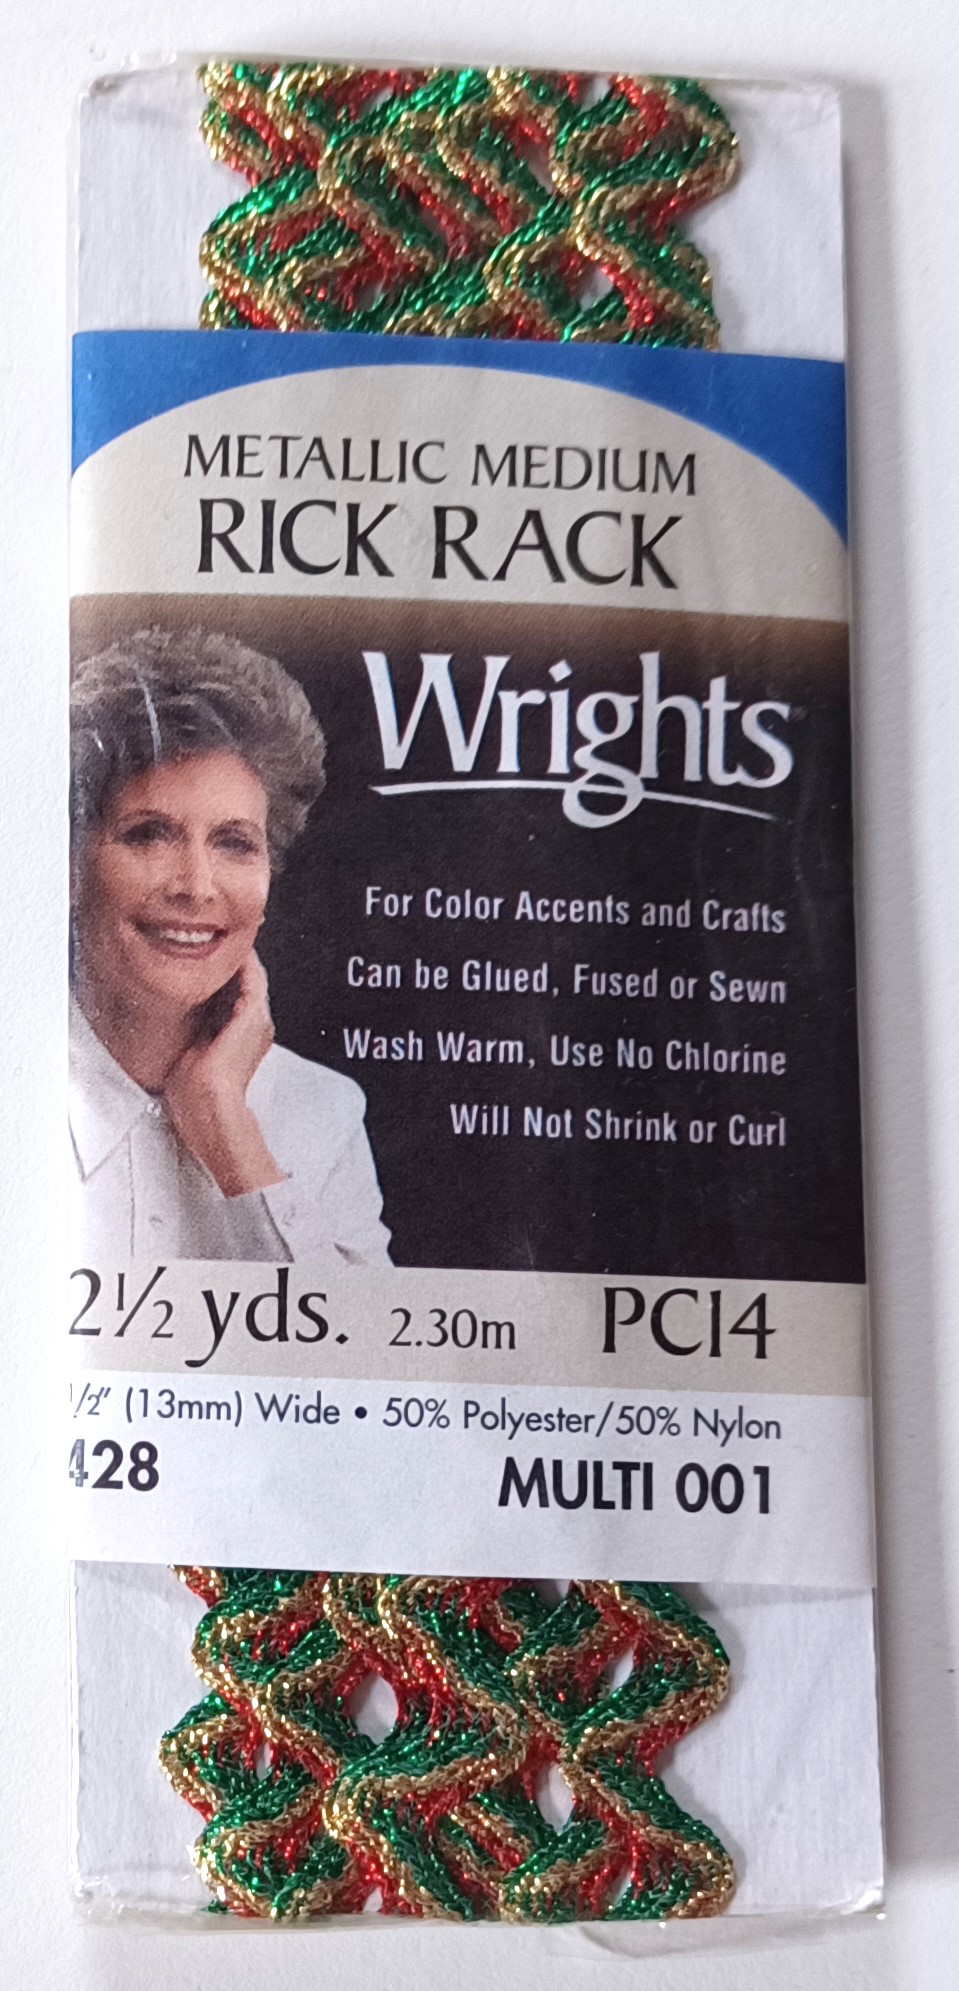 METALLIC MEDIUM
RICK RACK
Wrights
For Color Accents and Crafts
Can be Glued, Fused or Sewn
Wash Warm, Use No Chlorine
Will Not Shrink or Curl
2½ yds. 2.30m PC14
1/2" (13mm) Wide • 50% Polyester/50% Nylon
428 MULTI 001